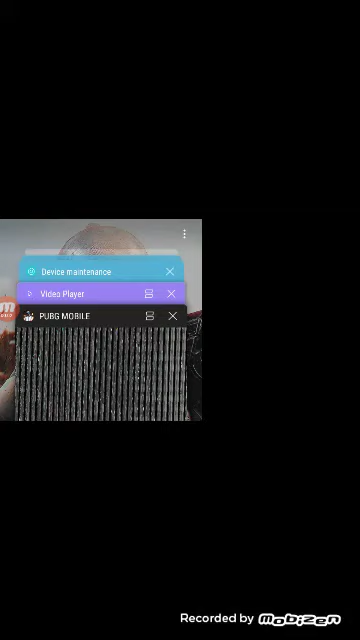 Device maintenance
Video Player
PUBG MOBILE
Recorded by mobizen